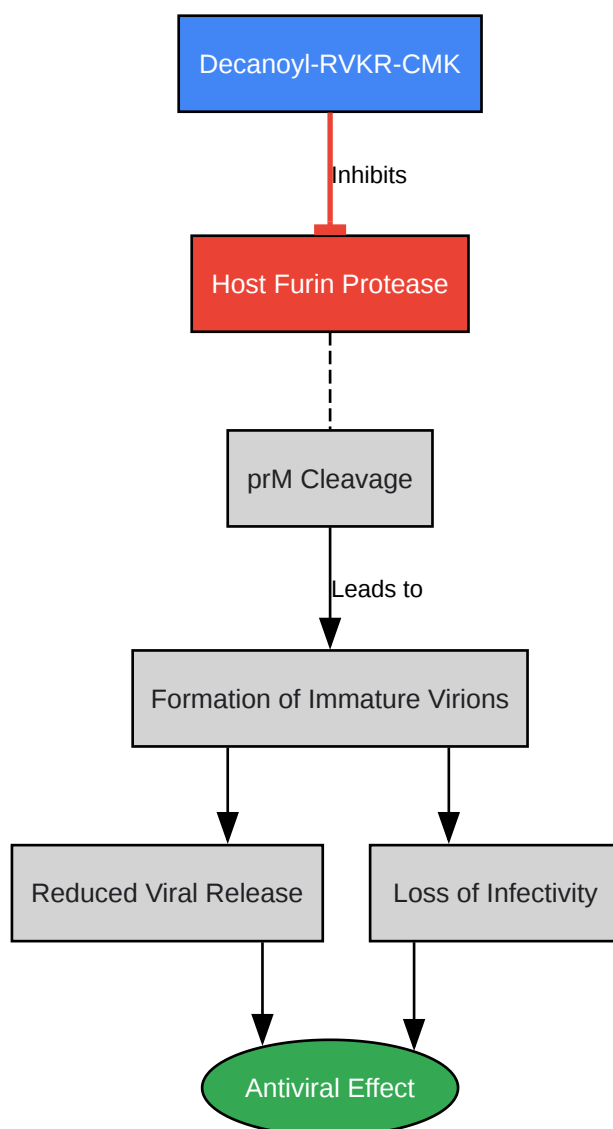 Decanoyl-RVKR-CMK
Inhibits
Host Furin Protease
prM Cleavage
Leads to
Formation of Immature Virions
Reduced Viral Release
Loss of Infectivity
Antiviral Effect